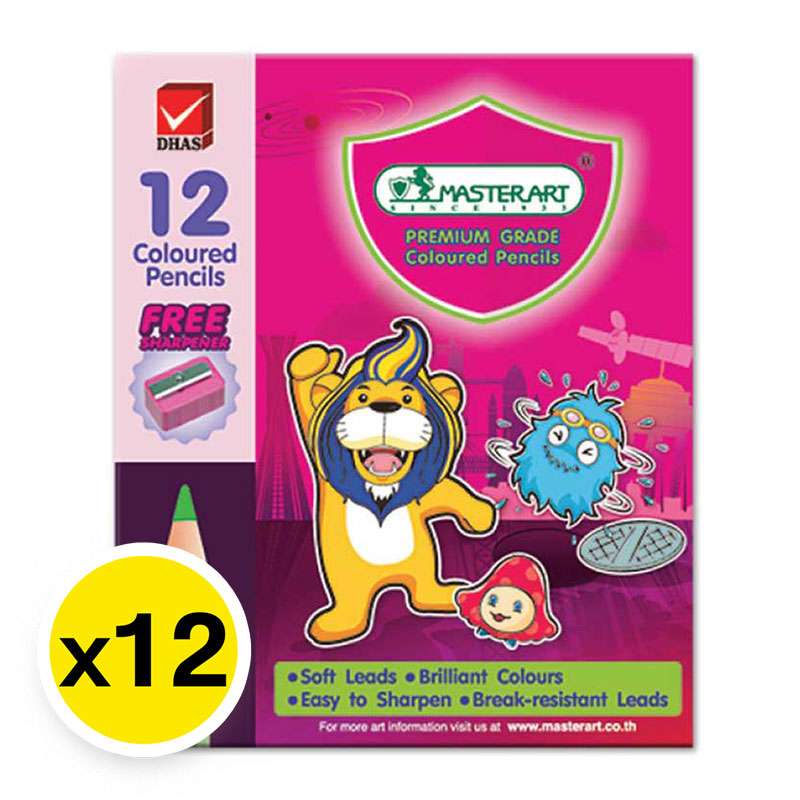 DHAS
12
Coloured
Pencils
FREE
SHARPENER
MASTERART
SINCE 1955
®
PREMIUM GRADE
Coloured Pencils
•Soft Leads •Brilliant Colours
•Easy to Sharpen •Break-resistant Leads
For more art information visit us at www.masterart.co.th
x12